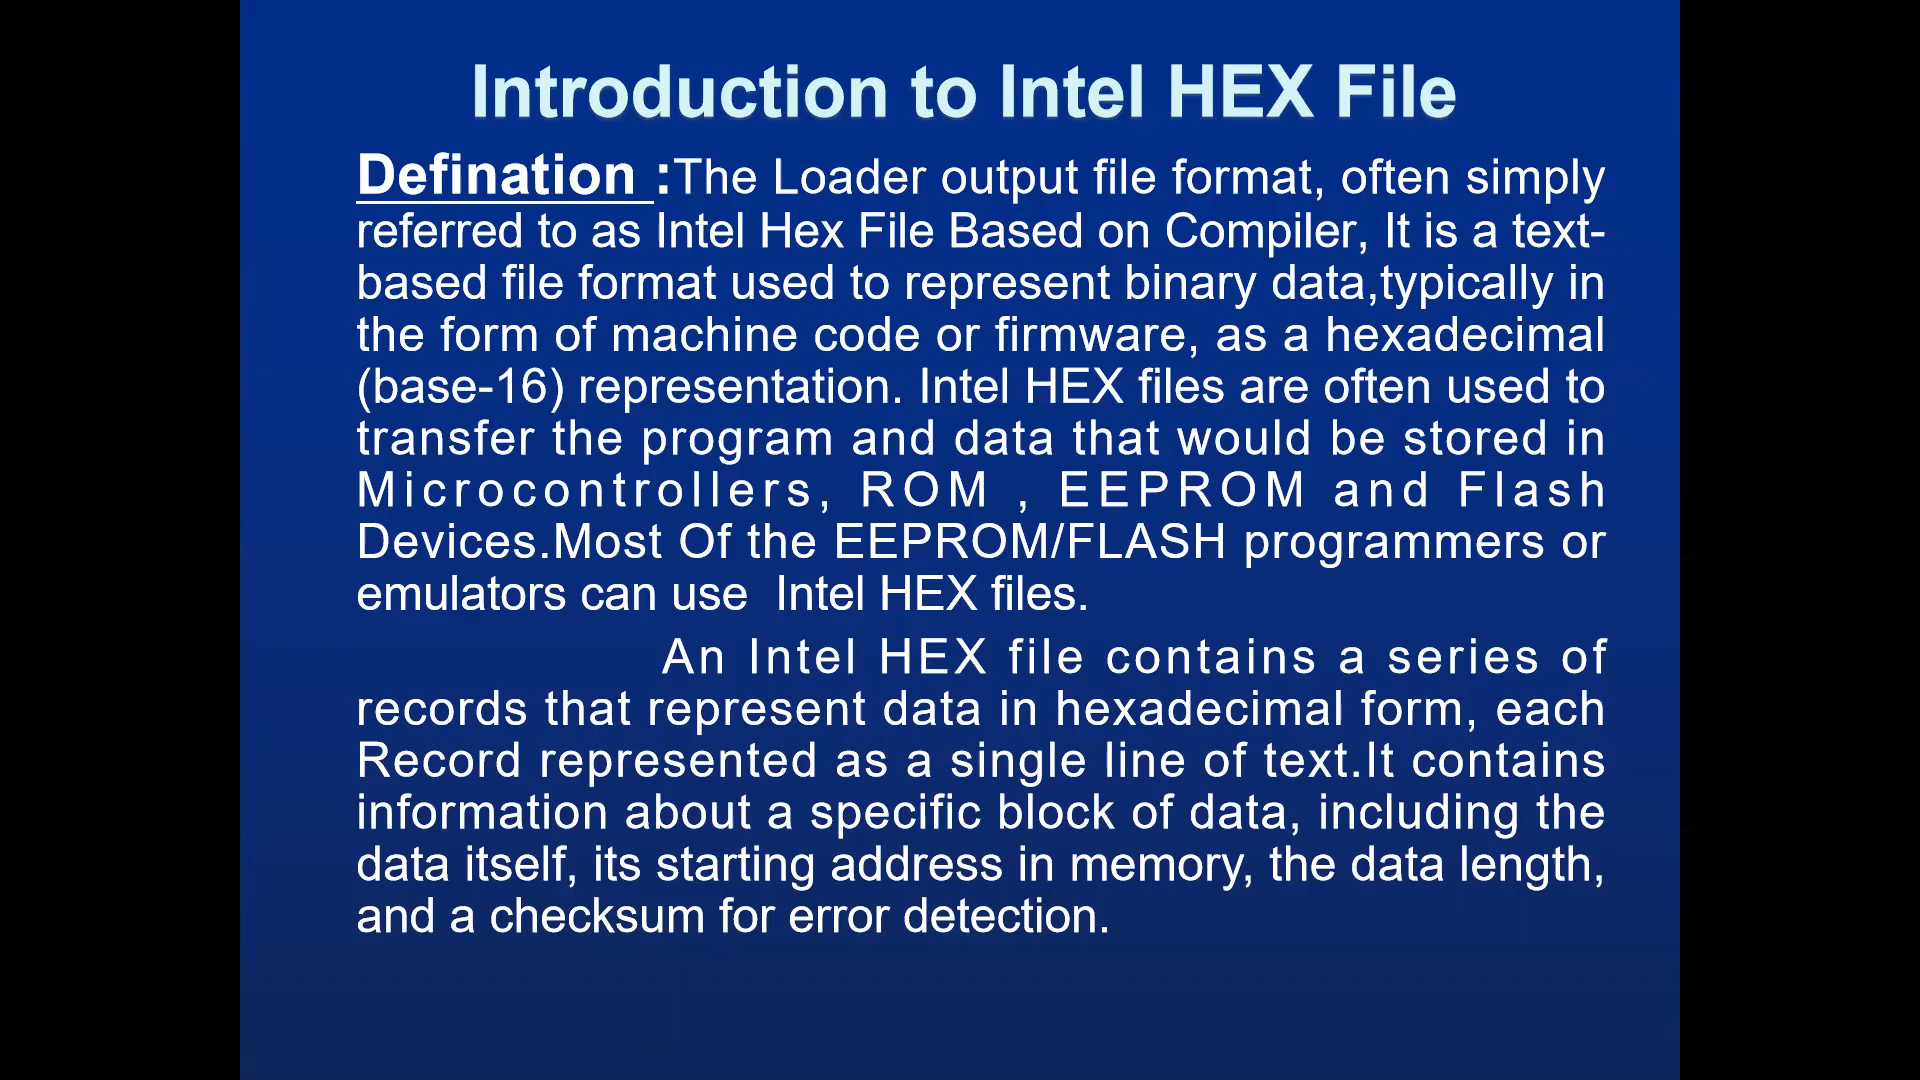 Introduction to Intel HEX File
Defination :The Loader output file format, often simply
referred to as Intel Hex File Based on Compiler, It is a text-
based file format used to represent binary data,typically in
the form of machine code or firmware, as a hexadecimal
(base-16) representation. Intel HEX files are often used to
transfer the program and data that would be stored in
Microcontrollers, ROM , EEPROM and Flash
Devices.Most Of the EEPROM/FLASH programmers or
emulators can use  Intel HEX files.
An Intel HEX file contains a series of
records that represent data in hexadecimal form, each
Record represented as a single line of text.It contains
information about a specific block of data, including the
data itself, its starting address in memory, the data length,
and a checksum for error detection.